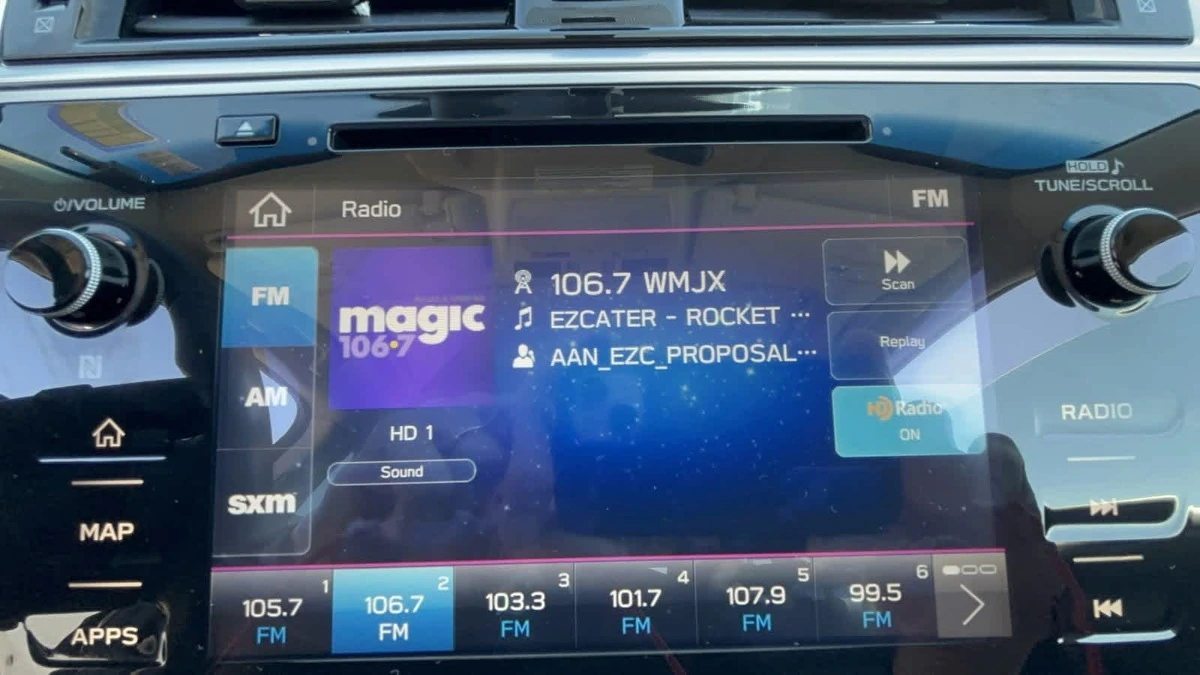 HOLD
TUNE/SCROLL
/VOLUME
Radio
FM
FM
AM
sxm
magic
106.7
HD 1
Sound
106.7 WMJX
EZCATER - ROCKET ...
AAN_EZC_PROPOSAL...
Scan
Replay
HD Radio
ON
RADIO
MAP
APPS
1
105.7
FM
2
106.7
FM
3
103.3
FM
4
101.7
FM
5
107.9
FM
6
99.5
FM